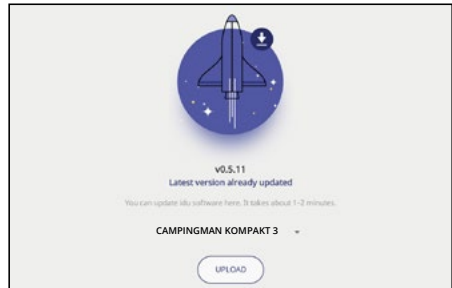 v0.5.11
Latest version already updated
You can update idu software here. It takes about 1-2 minutes.
CAMPINGMAN KOMPAKT 3
UPLOAD